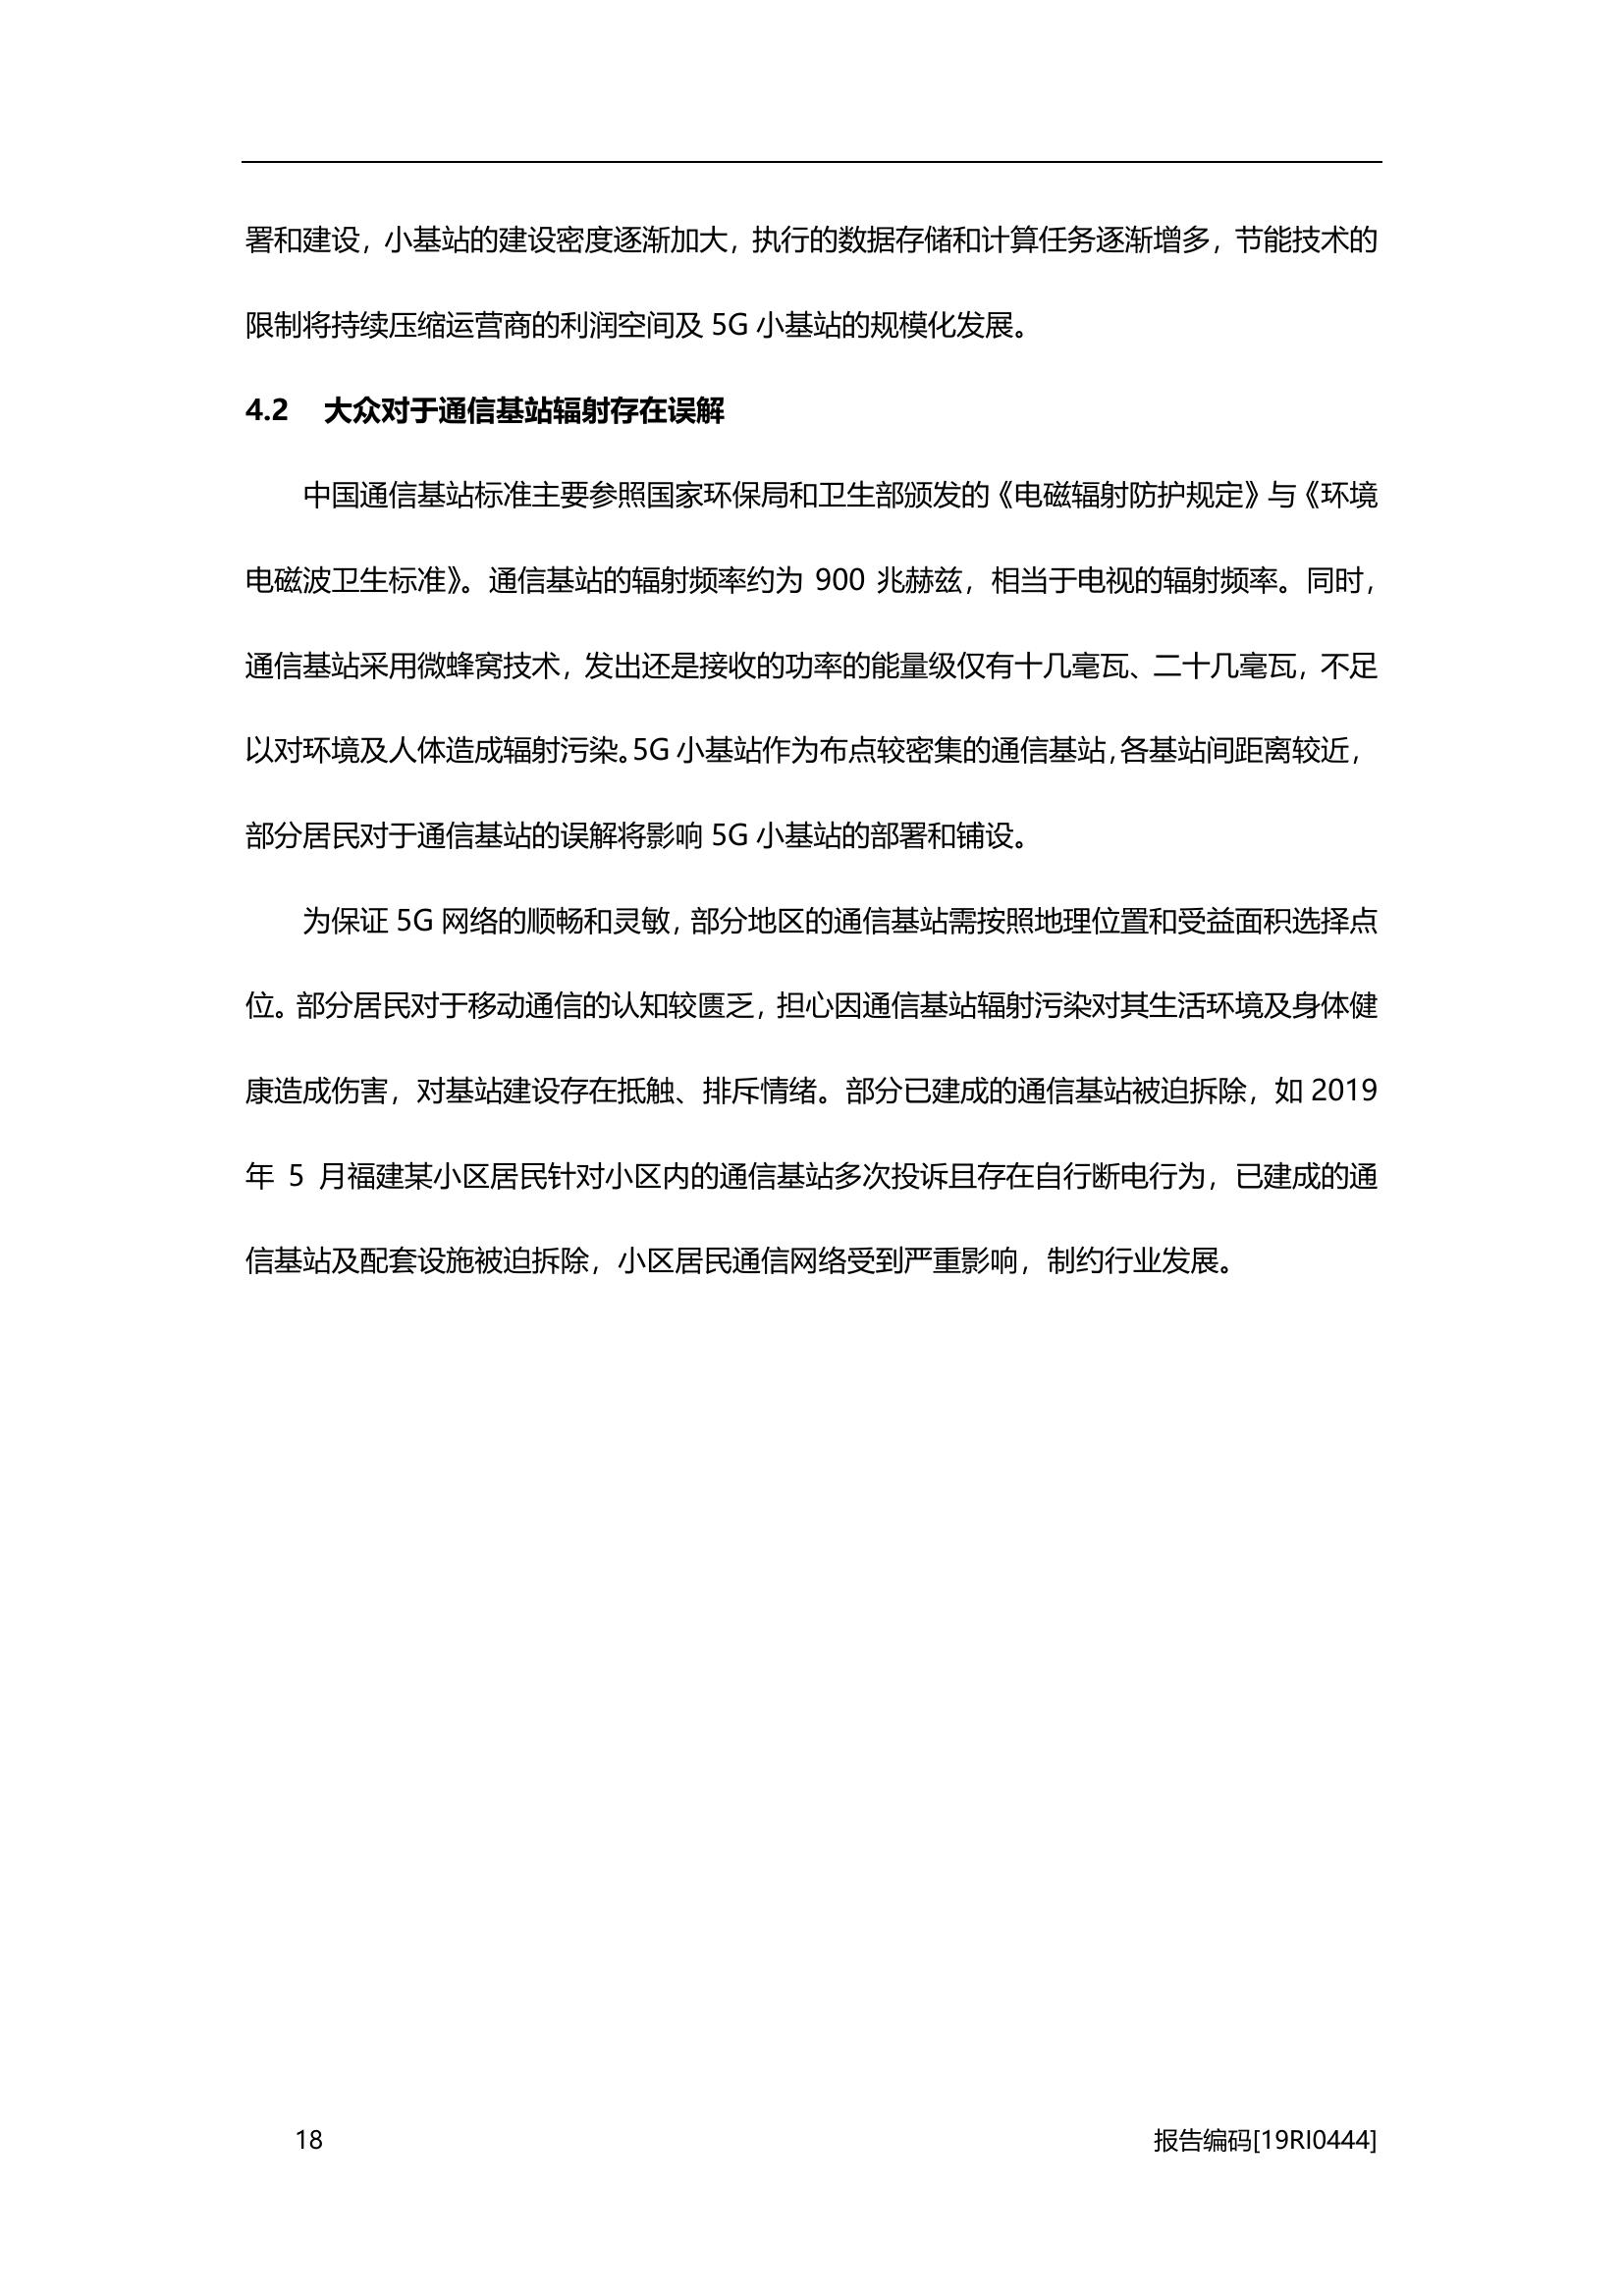 署和建设，小基站的建设密度逐渐加大，执行的数据存储和计算任务逐渐增多，节能技术的
限制将持续压缩运营商的利润空间及 5G 小基站的规模化发展。
4.2 大众对于通信基站辐射存在误解
中国通信基站标准主要参照国家环保局和卫生部颁发的《电磁辐射防护规定》与《环境
电磁波卫生标准》。通信基站的辐射频率约为 900 兆赫兹，相当于电视的辐射频率。同时，
通信基站采用微蜂窝技术，发出还是接收的功率的能量级仅有十几毫瓦、二十几毫瓦，不足
以对环境及人体造成辐射污染。5G 小基站作为布点较密集的通信基站，各基站间距离较近，
部分居民对于通信基站的误解将影响 5G 小基站的部署和铺设。
为保证 5G 网络的顺畅和灵敏，部分地区的通信基站需按照地理位置和受益面积选择点
位。部分居民对于移动通信的认知较匮乏，担心因通信基站辐射污染对其生活环境及身体健
康造成伤害，对基站建设存在抵触、排斥情绪。部分已建成的通信基站被迫拆除，如 2019
年 5 月福建某小区居民针对小区内的通信基站多次投诉且存在自行断电行为，已建成的通
信基站及配套设施被迫拆除，小区居民通信网络受到严重影响，制约行业发展。
18 报告编码[19RI0444]